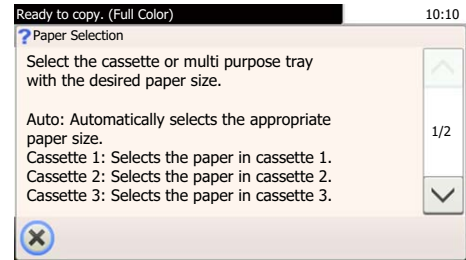 Ready to copy. (Full Color)
10:10
?Paper Selection
Select the cassette or multi purpose tray
with the desired paper size.
Auto: Automatically selects the appropriate
paper size.
1/2
Cassette 1: Selects the paper in cassette 1.
Cassette 2: Selects the paper in cassette 2.
Cassette 3: Selects the paper in cassette 3.